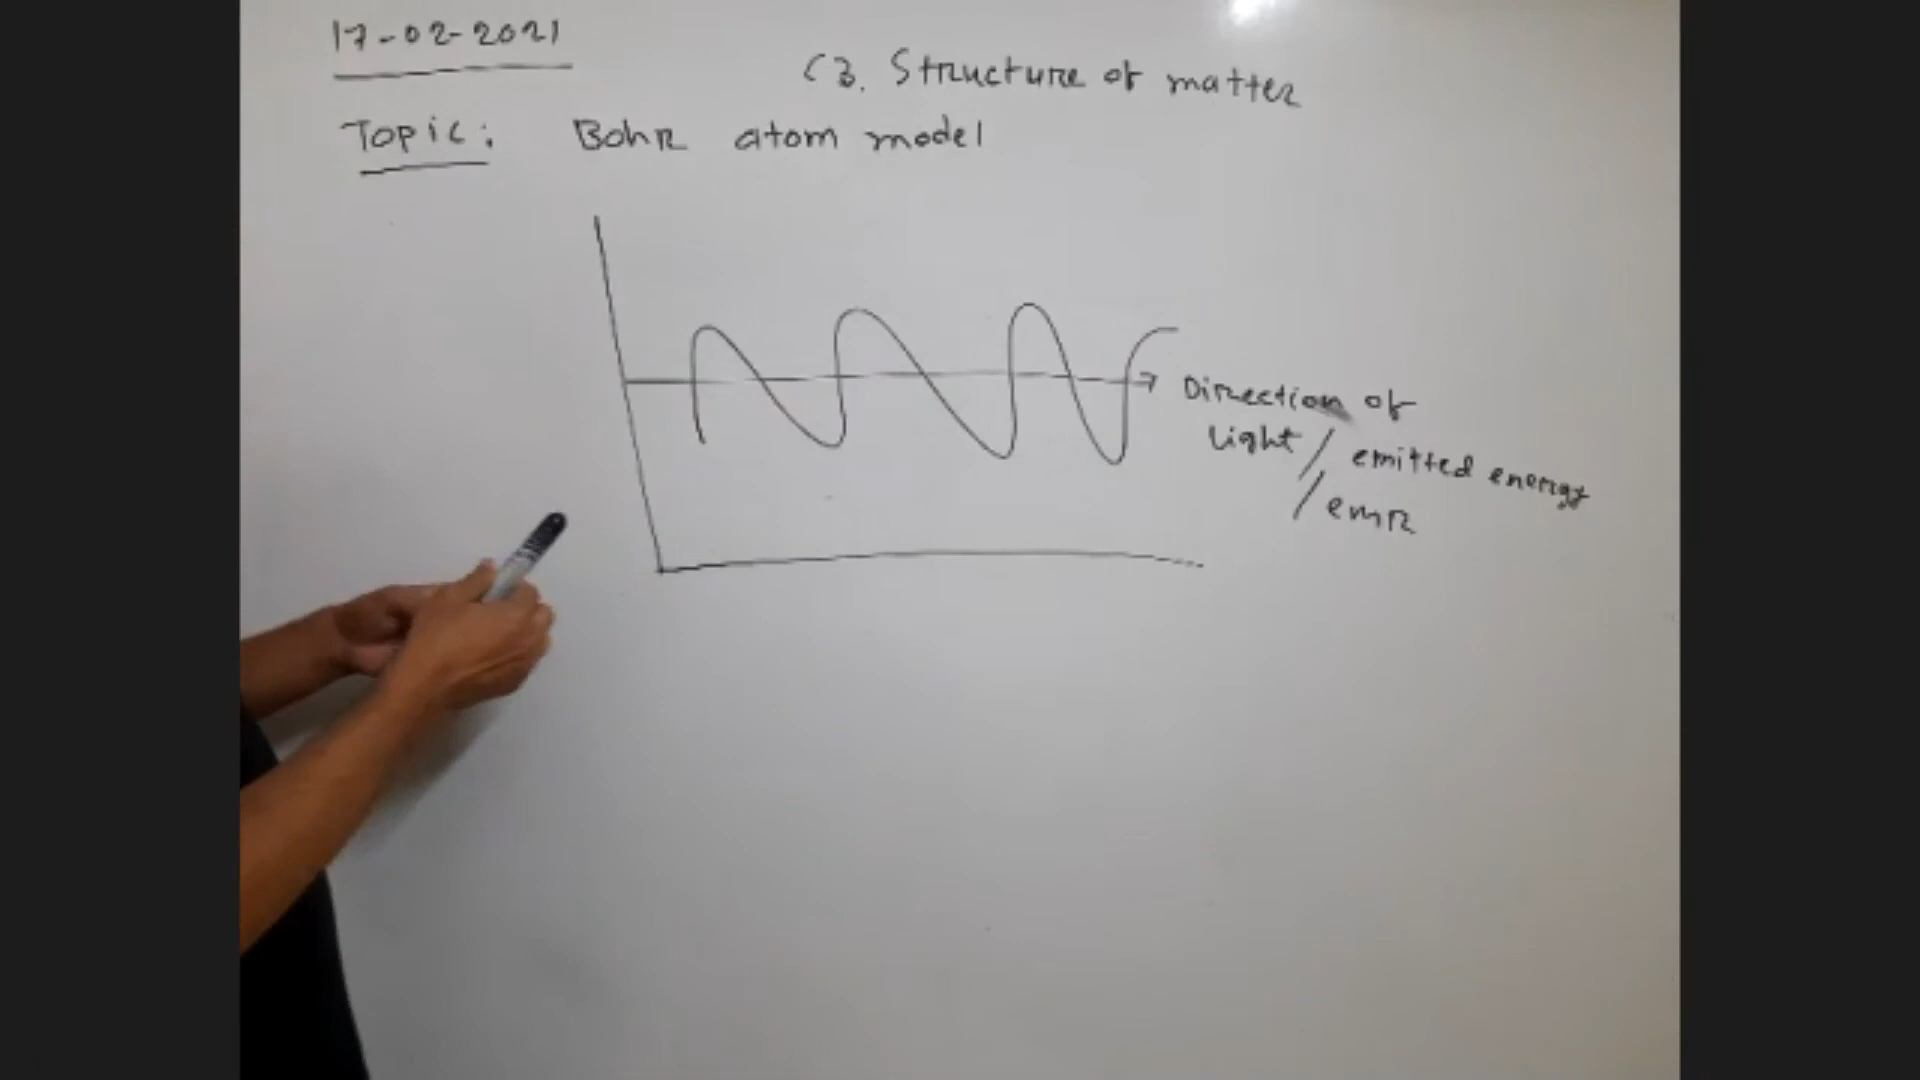 17-02-2021
C3. Structure of matter
Topic: Bohr atom model
Direction of
light / emitted energy
/ emr